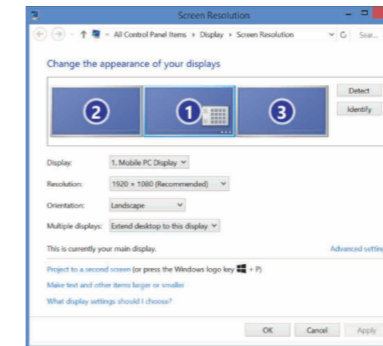 Screen Resolution
All Control Panel Items › Display › Screen Resolution
Sear...
Change the appearance of your displays
2
1
3
Detect
Identify
Display: 1. Mobile PC Display
Resolution: 1920 × 1080 (Recommended)
Orientation: Landscape
Multiple displays: Extend desktop to this display
This is currently your main display.
Advanced settin
Project to a second screen (or press the Windows logo key + P)
Make text and other items larger or smaller
What display settings should I choose?
OK
Cancel
Apply